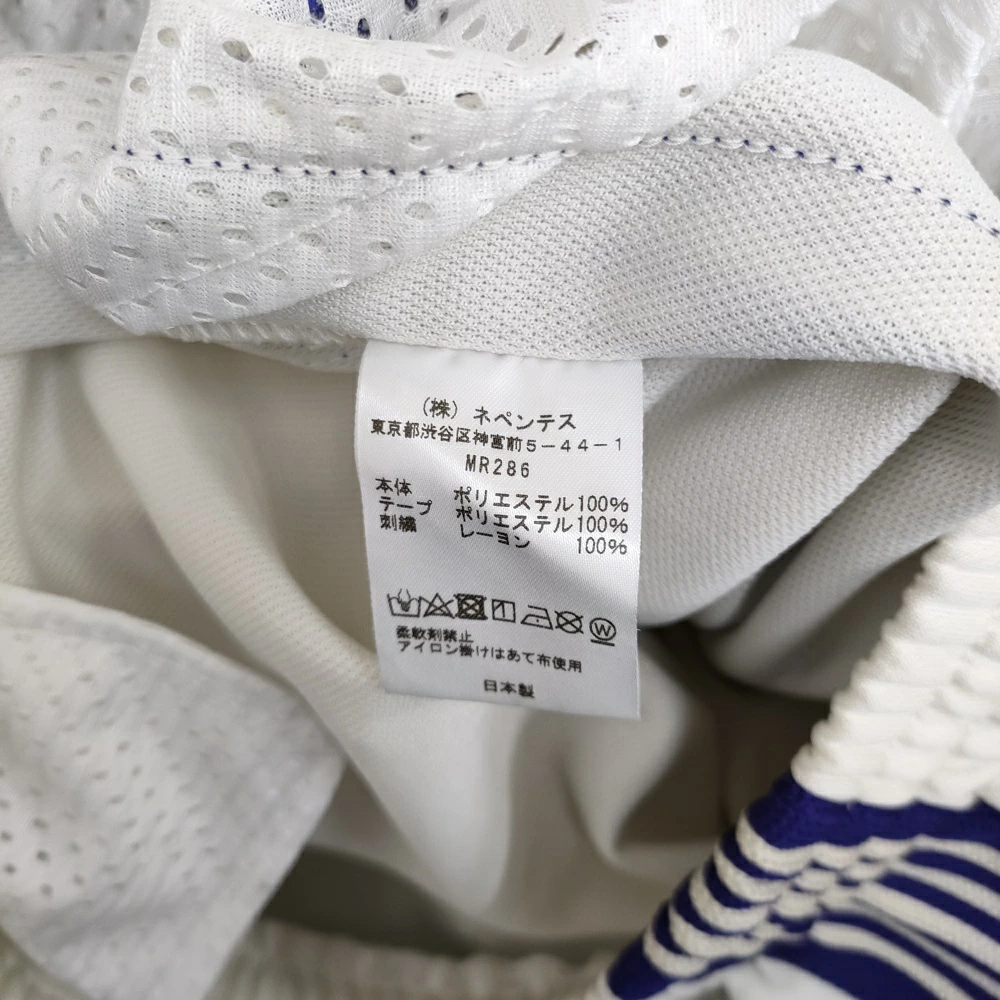 (株) ネペンテス
東京都渋谷区神宮前5-44-1
MR286
本体 ポリエステル100%
テープ ポリエステル100%
刺繍 レーヨン 100%
W
柔軟剤禁止
アイロン掛けはあて布使用
日本製